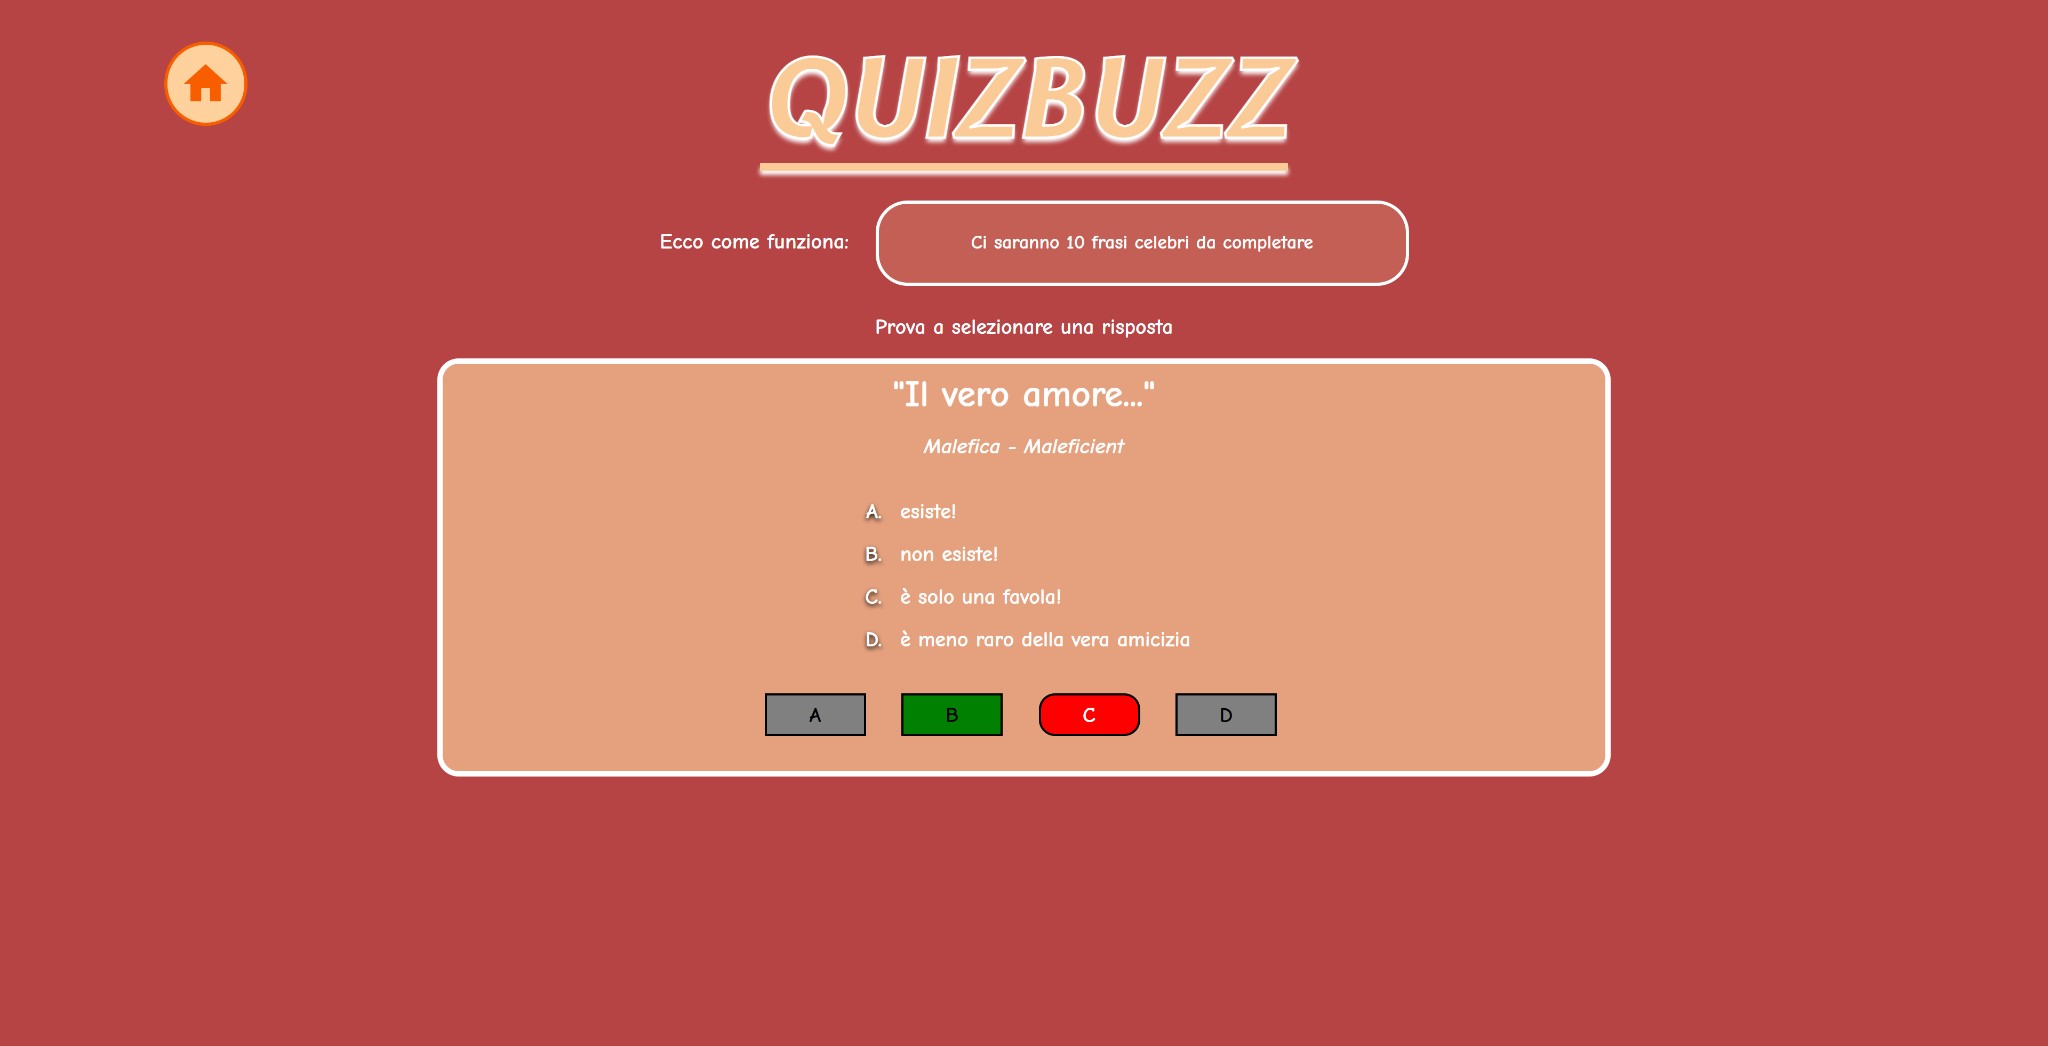 QUIZBUZZ
Ecco come funziona:
Ci saranno 10 frasi celebri da completare
Prova a selezionare una risposta
"Il vero amore..."
Malefica - Maleficient
A. esiste!
B. non esiste!
C. è solo una favola!
D. è meno raro della vera amicizia
A B C D